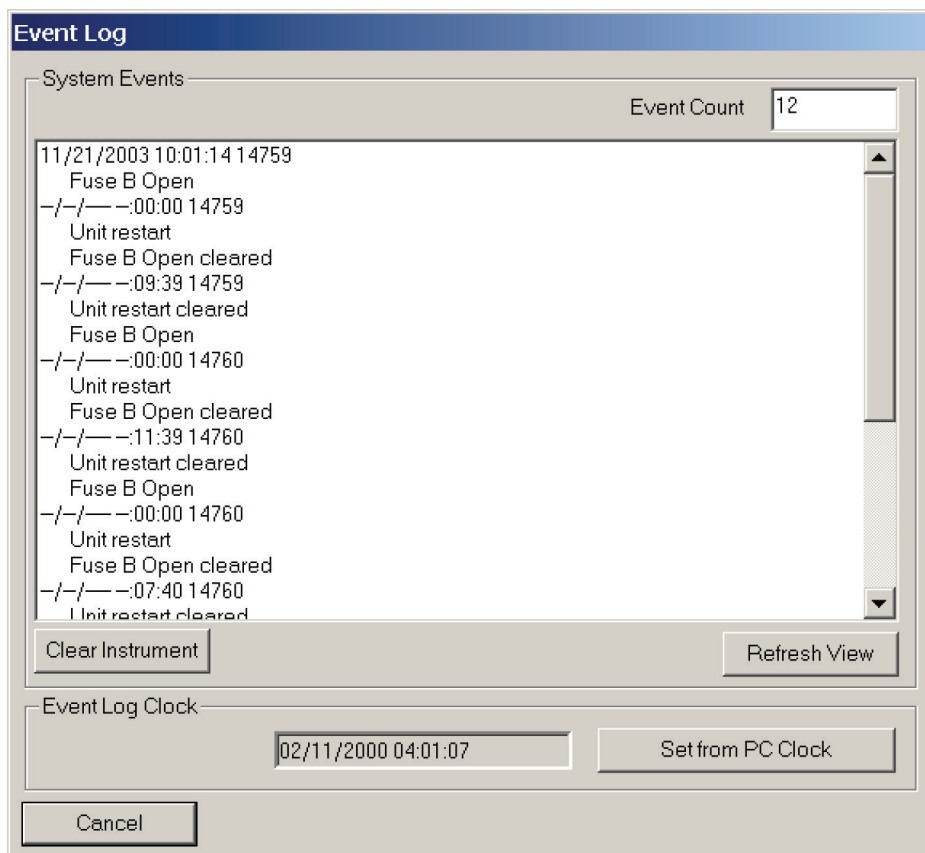 Event Log
System Events
Event Count 12
11/21/2003 10:01:14 14759
Fuse B Open
–/–/–– –:00:00 14759
Unit restart
Fuse B Open cleared
–/–/–– –:09:39 14759
Unit restart cleared
Fuse B Open
–/–/–– –:00:00 14760
Unit restart
Fuse B Open cleared
–/–/–– –:11:39 14760
Unit restart cleared
Fuse B Open
–/–/–– –:00:00 14760
Unit restart
Fuse B Open cleared
–/–/–– –:07:40 14760
Unit restart cleared
Clear Instrument
Refresh View
Event Log Clock
02/11/2000 04:01:07
Set from PC Clock
Cancel